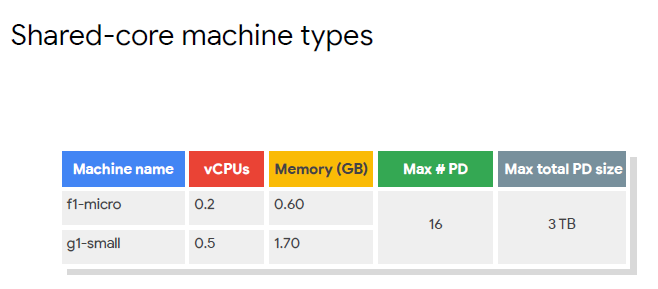 Shared-core machine types
Machine name vCPUs Memory (GB) Max # PD Max total PD size
f1-micro 0.2 0.60
16 3 TB
g1-small 0.5 1.70